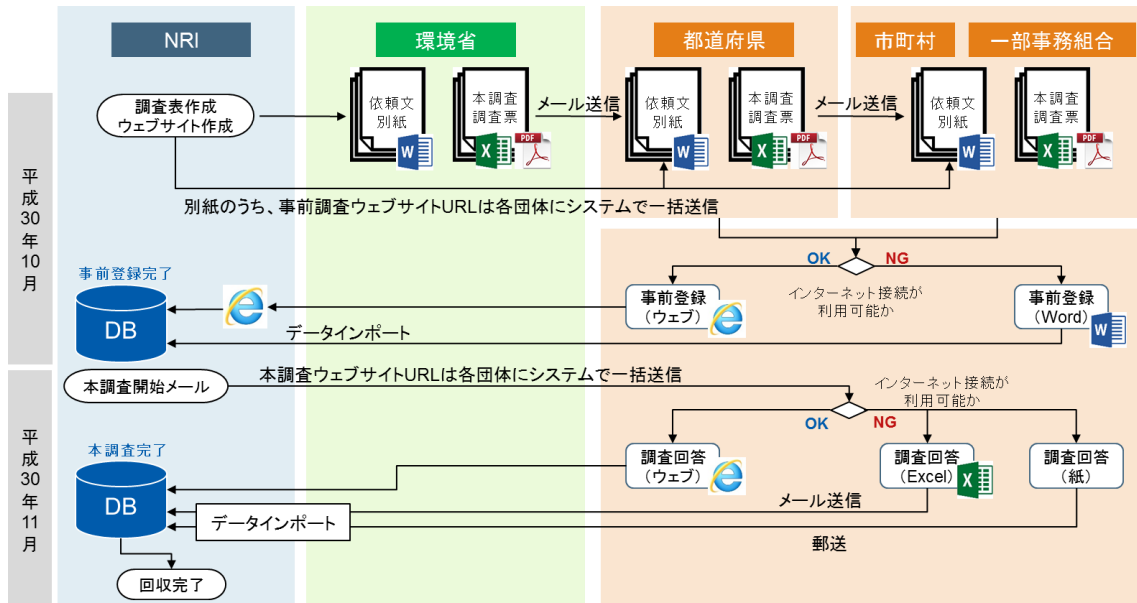 NRI
環境省
都道府県
市町村
一部事務組合
平成30年10月
調査表作成
ウェブサイト作成
依頼文
別紙
W
本調査
調査票
X
PDF
メール送信
依頼文
別紙
W
本調査
調査票
X
PDF
メール送信
依頼文
別紙
W
本調査
調査票
X
PDF
別紙のうち、事前調査ウェブサイトURLは各団体にシステムで一括送信
OK
NG
インターネット接続が
利用可能か
事前登録
(ウェブ)
事前登録
(Word)
W
事前登録完了
DB
データインポート
平成30年11月
本調査開始メール
本調査ウェブサイトURLは各団体にシステムで一括送信
インターネット接続が
利用可能か
OK
NG
調査回答
(ウェブ)
調査回答
(Excel)
X
調査回答
(紙)
本調査完了
DB
メール送信
データインポート
郵送
回収完了